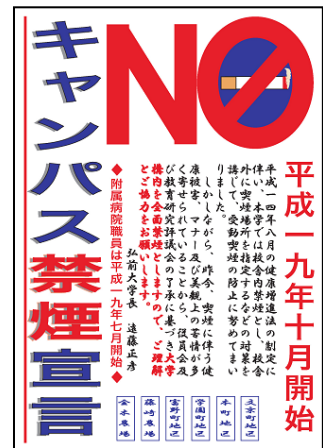 NO
キャンパス禁煙宣言
平成一九年十月開始
平成一四年八月の健康増進法の制定に
伴い、本学では校舎内禁煙とし、校舎
外に喫煙場所を指定するなどの対策を
講じて、受動喫煙の防止に努めてまい
りました。
しかしながら、昨今、喫煙に伴う健
康被害、マナー及び美観上の苦情が多
く寄せられていることから、役員会及
び教育研究評議会の了承に基づき大学
構内を全面禁煙としますので、ご理解
とご協力をお願いします。
弘前大学長 遠藤正彦
◆附属病院職員は平成一九年七月開始◆
文京町地区
本町地区
学園町地区
富野町地区
藤崎農場
金木農場